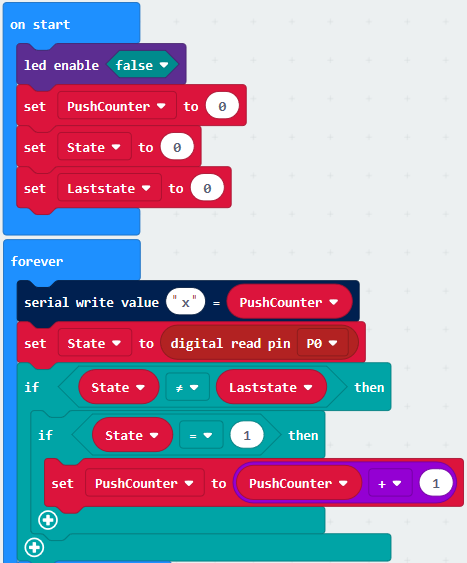 on start
led enable false
set PushCounter to 0
set State to 0
set Laststate to 0
forever
serial write value "x" = PushCounter
set State to digital read pin P0
if State ≠ Laststate then
if State = 1 then
set PushCounter to PushCounter + 1